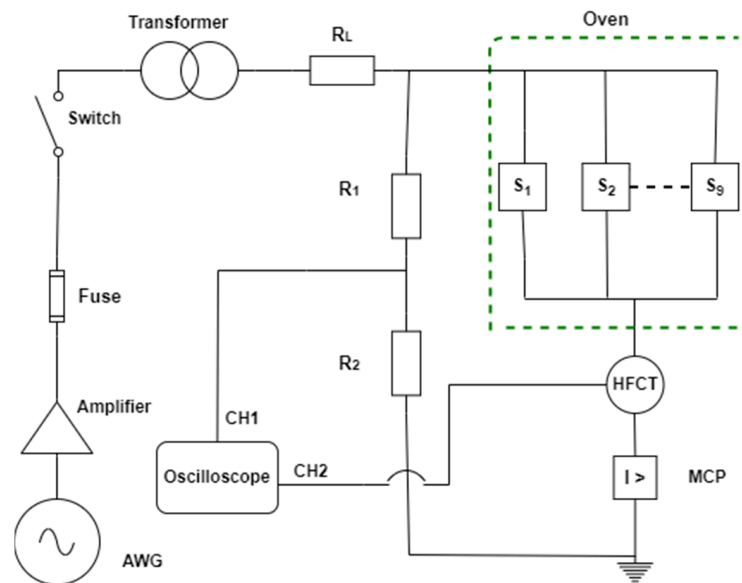 Transformer
Oven
RL
Switch
S1
S2
S9
R1
Fuse
R2
HFCT
Amplifier
CH1
Oscilloscope
CH2
I >
MCP
AWG